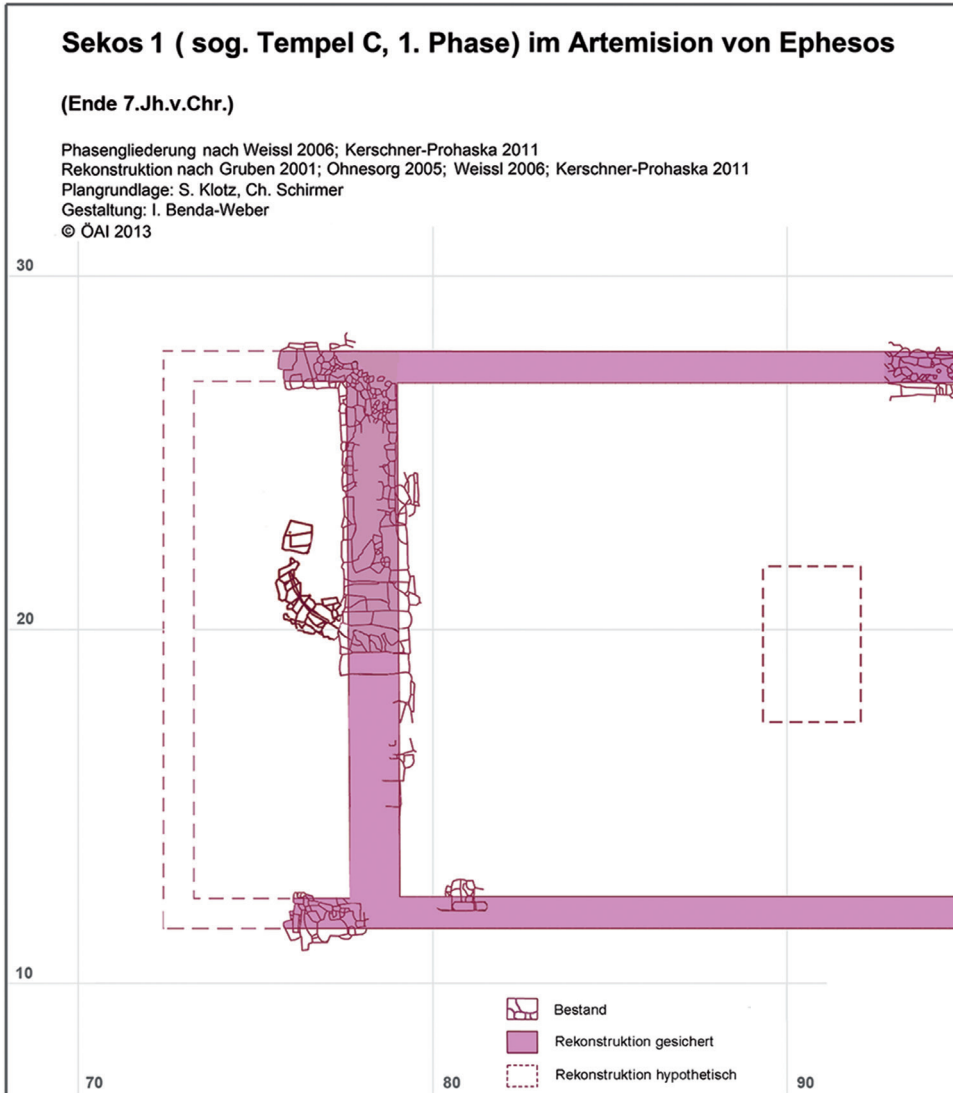 Sekos 1 ( sog. Tempel C, 1. Phase) im Artemision von Ephesos
(Ende 7.Jh.v.Chr.)
Phasengliederung nach Weissl 2006; Kerschner-Prohaska 2011
Rekonstruktion nach Gruben 2001; Ohnesorg 2005; Weissl 2006; Kerschner-Prohaska 2011
Plangrundlage: S. Klotz, Ch. Schirmer
Gestaltung: I. Benda-Weber
© ÖAI 2013
30
20
10
Bestand
Rekonstruktion gesichert
Rekonstruktion hypothetisch
70 80 90